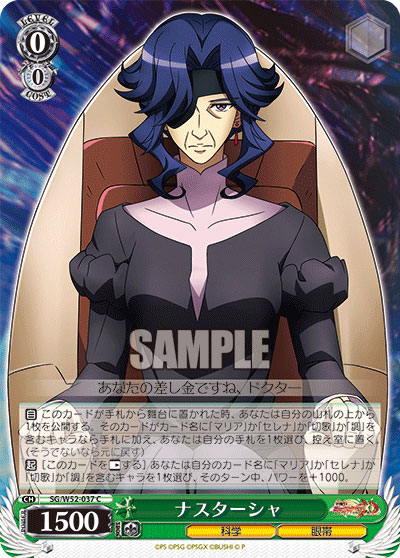 LEVEL
0
0
COST
SAMPLE
あなたの差し金ですね、ドクター
自 このカードが手札から舞台に置かれた時、あなたは自分の山札の上から
1枚を公開する。そのカードがカード名に「マリア」か「セレナ」か「切歌」か「調」を
含むキャラなら手札に加え、あなたは自分の手札を1枚選び、控え室に置く。
(そうでないなら元に戻す)
起 [このカードを する] あなたは自分のカード名に「マリア」か「セレナ」か
「切歌」か「調」を含むキャラを1枚選び、そのターン中、パワーを+1000。
CH SG/W52-037 C
1500 ナスターシャ
科学 眼帯
©PS ©PSG ©PSGX ©BUSHI © P